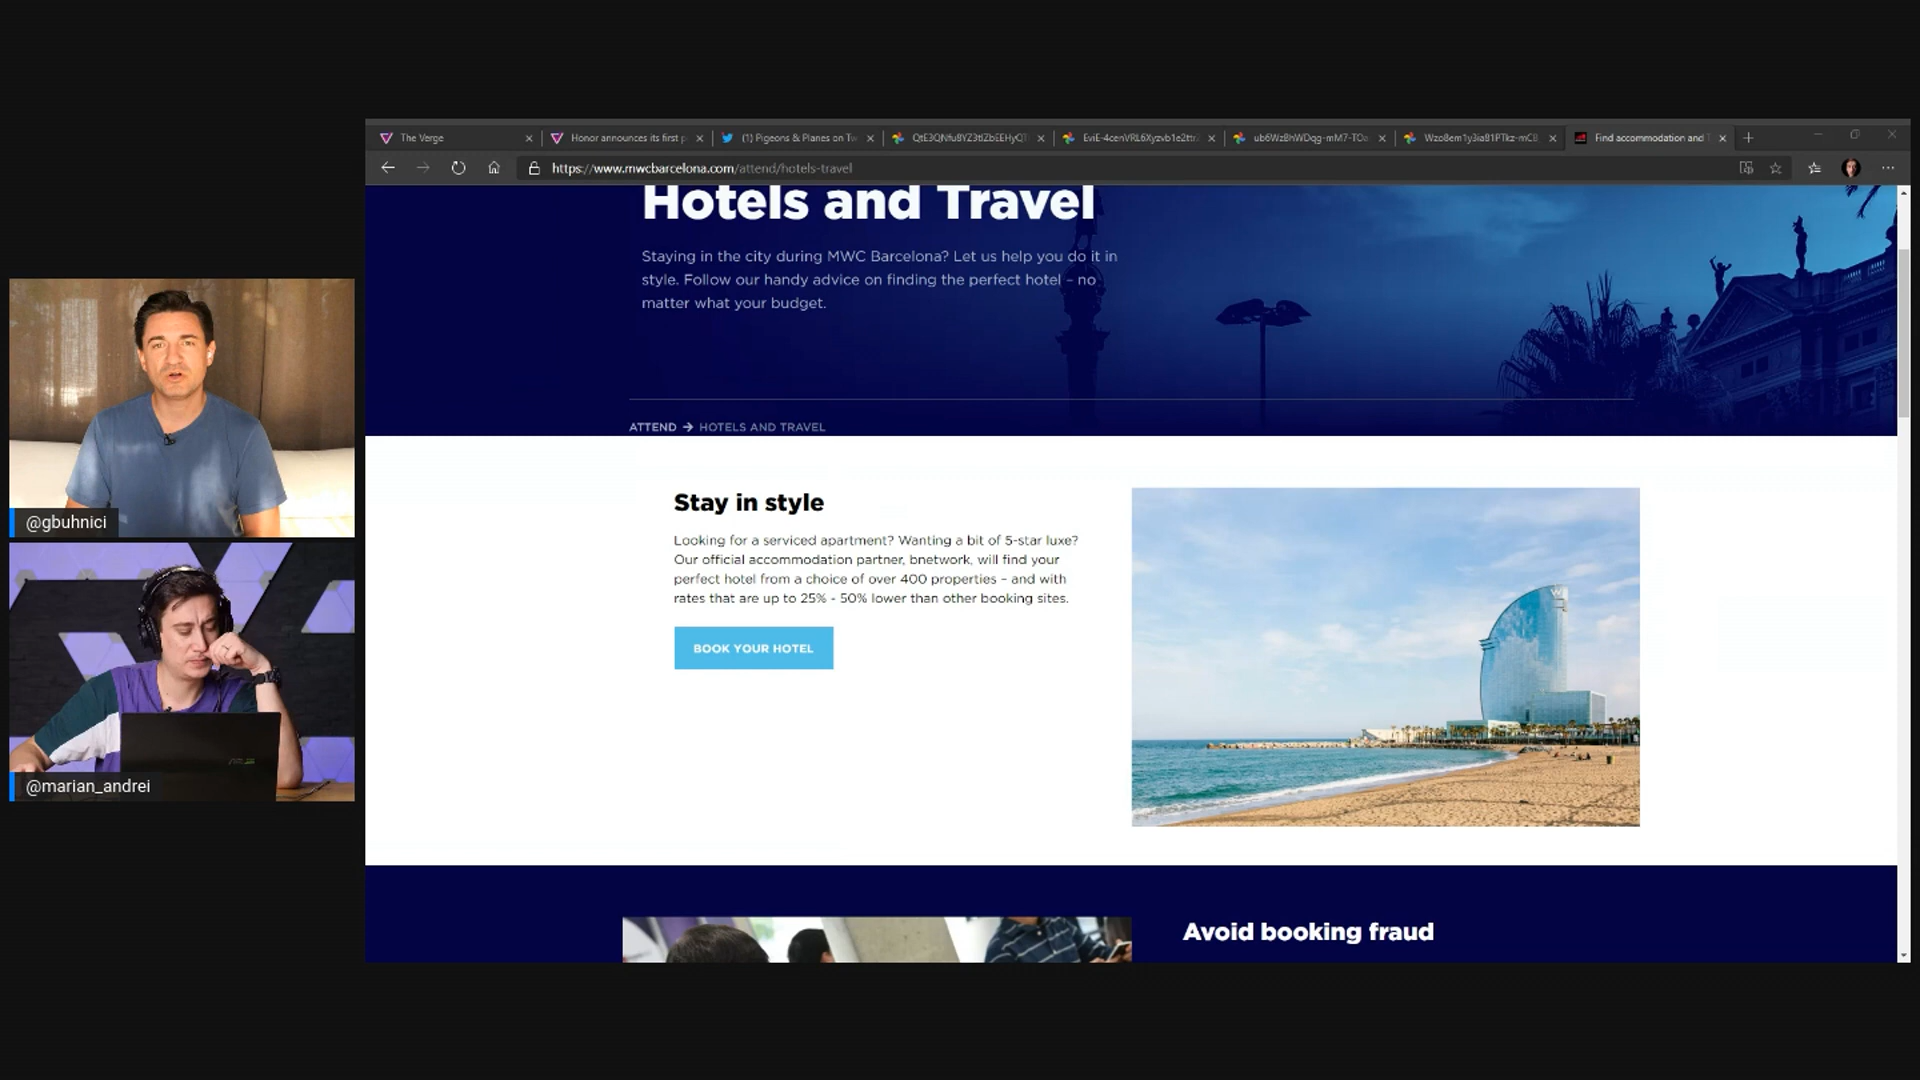 The Verge
Honor announces its first p
(1) Pigeons & Planes on Tw
Find accommodation and T
https://www.mwcbarcelona.com/attend/hotels-travel
Hotels and Travel
Staying in the city during MWC Barcelona? Let us help you do it in
style. Follow our handy advice on finding the perfect hotel – no
matter what your budget.
ATTEND → HOTELS AND TRAVEL
Stay in style
Looking for a serviced apartment? Wanting a bit of 5-star luxe?
Our official accommodation partner, bnetwork, will find your
perfect hotel from a choice of over 400 properties – and with
rates that are up to 25% - 50% lower than other booking sites.
BOOK YOUR HOTEL
Avoid booking fraud
@gbuhnici
@marian_andrei